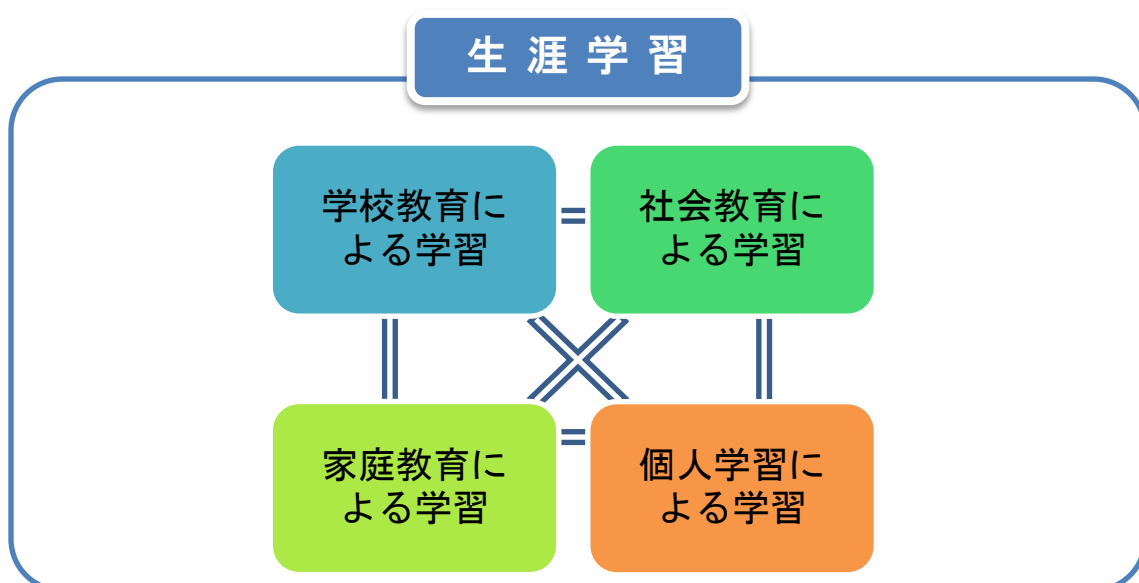 生涯学習
学校教育に
よる学習
社会教育に
よる学習
家庭教育に
よる学習
個人学習に
よる学習